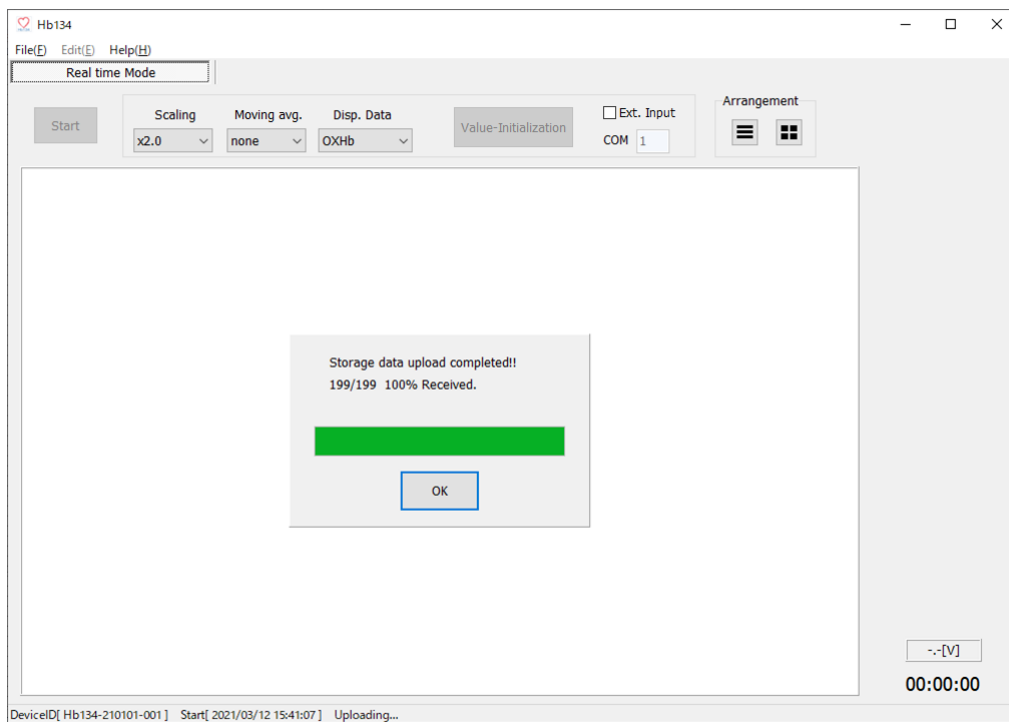 Hb134
File(F) Edit(E) Help(H)
Real time Mode
Start
Scaling
Moving avg.
Disp. Data
x2.0
none
OXHb
Value-Initialization
Ext. Input
COM 1
Arrangement
Storage data upload completed!!
199/199 100% Received.
OK
-.-[V]
00:00:00
DeviceID[ Hb134-210101-001 ] Start[ 2021/03/12 15:41:07 ] Uploading...